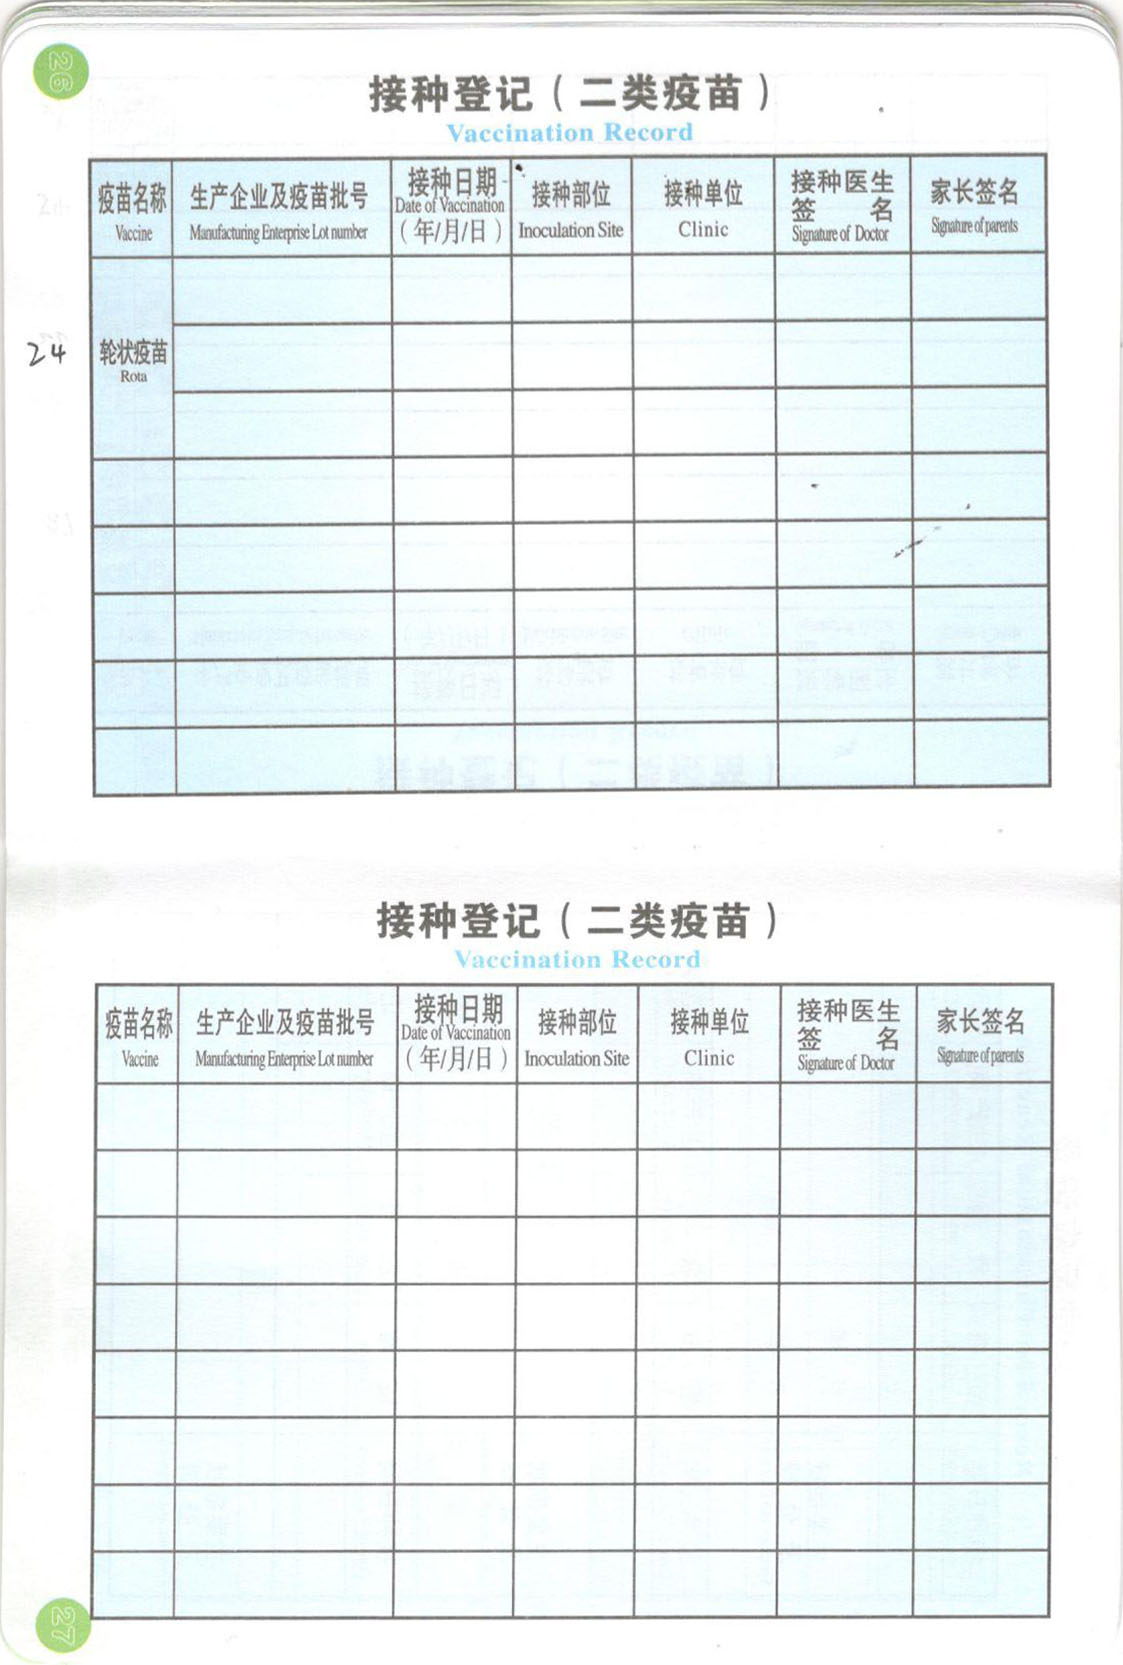 26
接种登记（二类疫苗）
Vaccination Record
疫苗名称 生产企业及疫苗批号 接种日期 接种部位 接种单位 接种医生 家长签名
Vaccine Manufacturing Enterprise Lot number Date of Vaccination Inoculation Site Clinic 签名 Signature of parents
（年/月/日） Signature of Doctor
24 轮状疫苗
Rota
接种登记（二类疫苗）
Vaccination Record
疫苗名称 生产企业及疫苗批号 接种日期 接种部位 接种单位 接种医生 家长签名
Vaccine Manufacturing Enterprise Lot number Date of Vaccination Inoculation Site Clinic 签名 Signature of parents
（年/月/日） Signature of Doctor
27